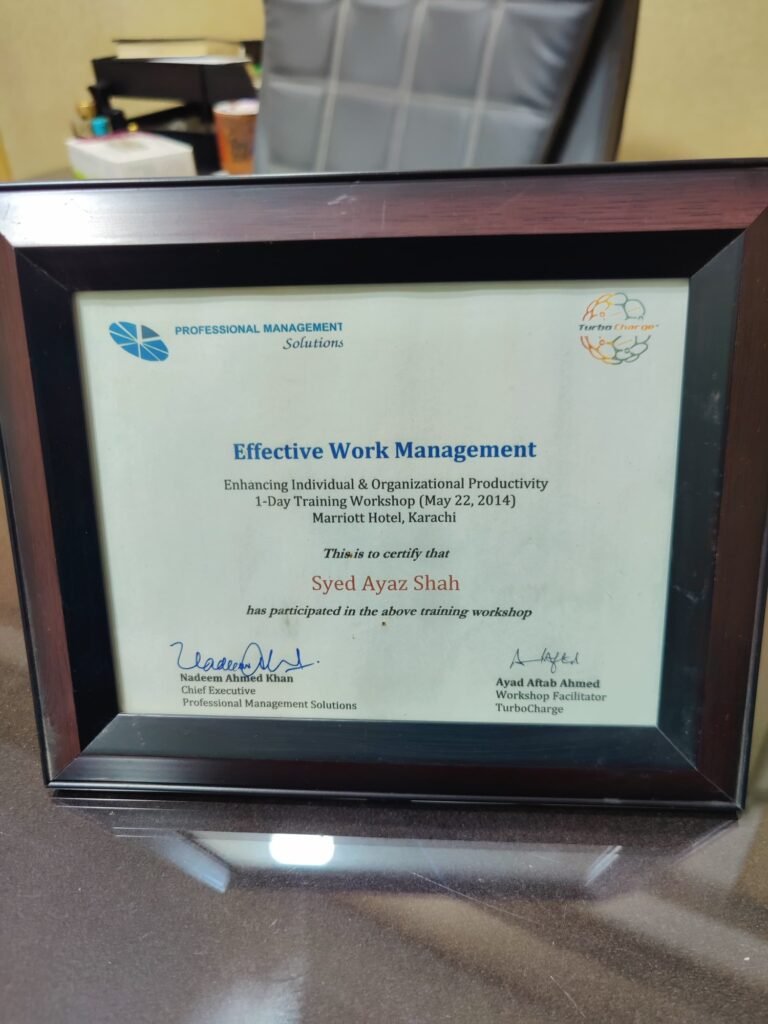 PROFESSIONAL MANAGEMENT
Solutions
TurboCharge
Effective Work Management
Enhancing Individual & Organizational Productivity
1-Day Training Workshop (May 22, 2014)
Marriott Hotel, Karachi
This is to certify that
Syed Ayaz Shah
has participated in the above training workshop
Nadeem Ahmed Khan
Chief Executive
Professional Management Solutions
Ayad Aftab Ahmed
Workshop Facilitator
TurboCharge